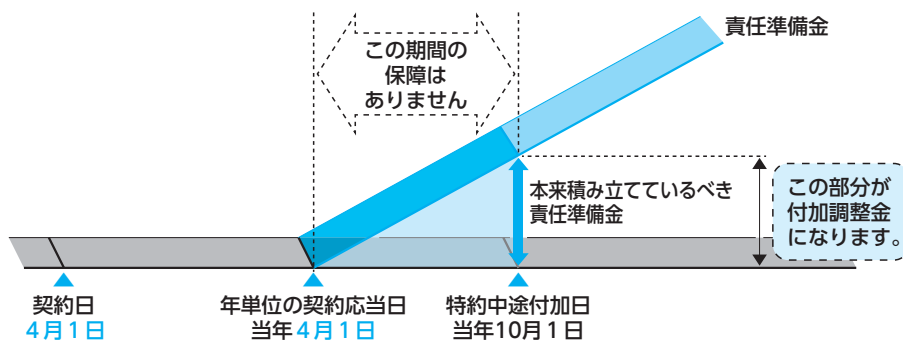 この期間の
保障は
ありません
責任準備金
本来積み立てているべき
責任準備金
この部分が
付加調整金
になります。
契約日
4月1日
年単位の契約応当日
当年4月1日
特約中途付加日
当年10月1日